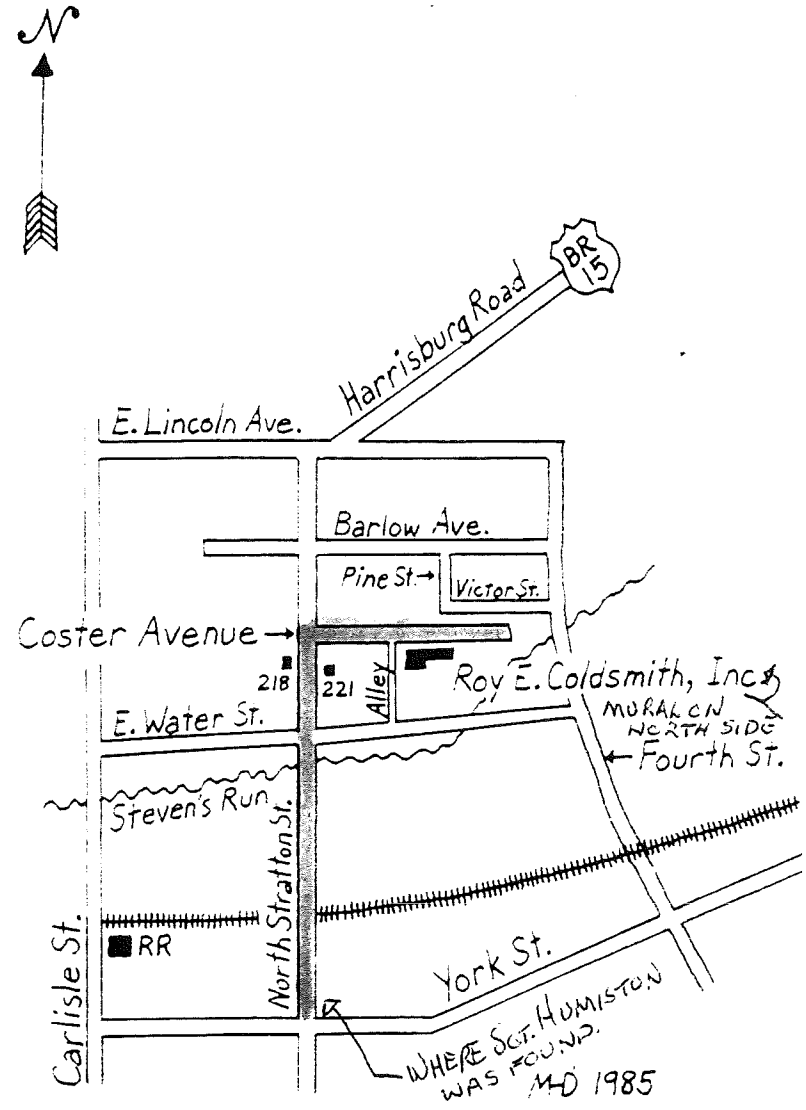 N
BR
15
Harrisburg Road
E. Lincoln Ave.
Barlow Ave.
Pine St.
Victor St.
Coster Avenue
218
221
Alley
Roy E. Coldsmith, Inc.
MURAL ON
NORTH SIDE
E. Water St.
Fourth St.
Steven's Run
North Stratton St.
RR
Carlisle St.
York St.
WHERE SGT. HUMISTON
WAS FOUND.
M-D 1985